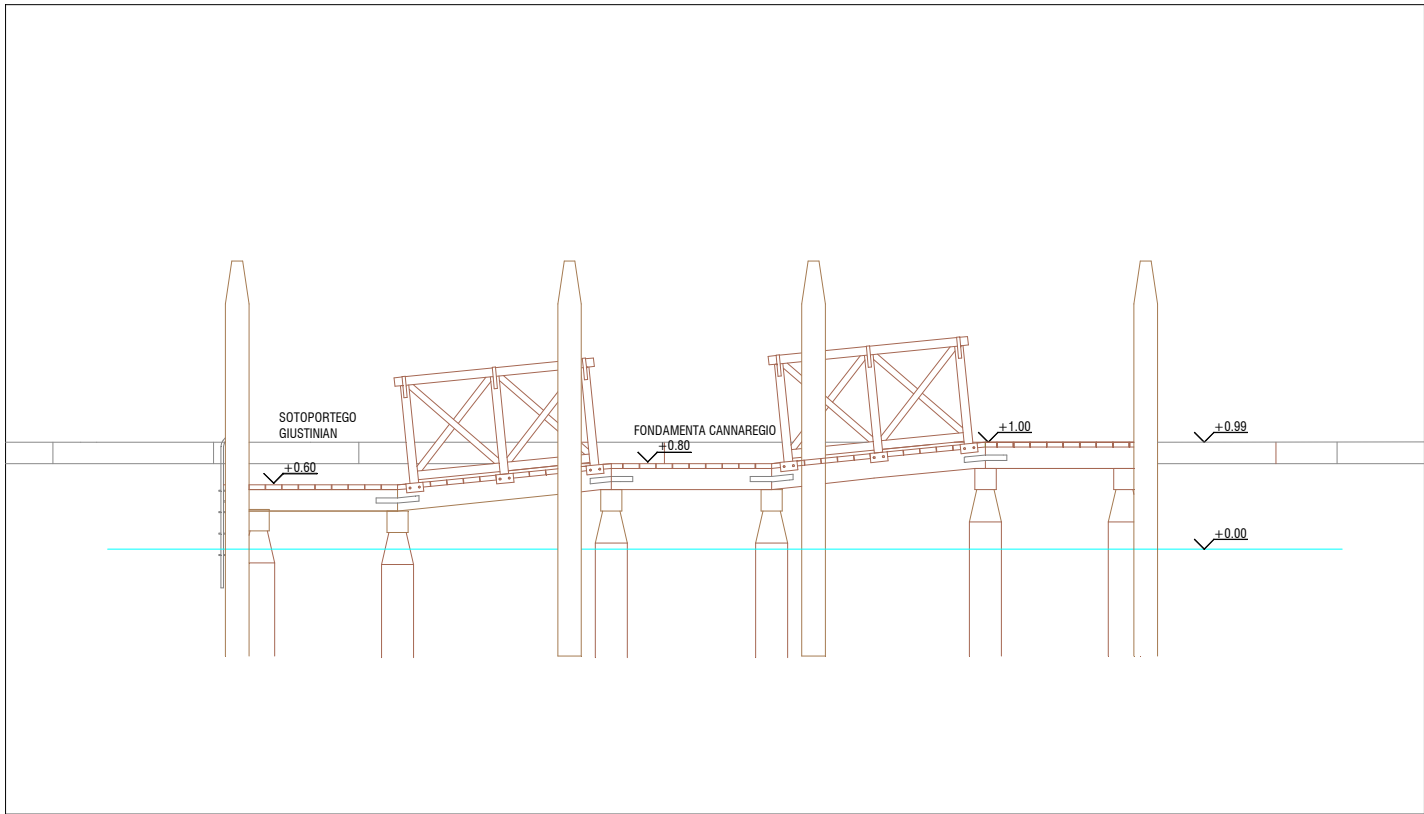 SOTOPORTEGO
GIUSTINIAN
FONDAMENTA CANNAREGIO
+0.60
+0.80
+1.00
+0.99
+0.00